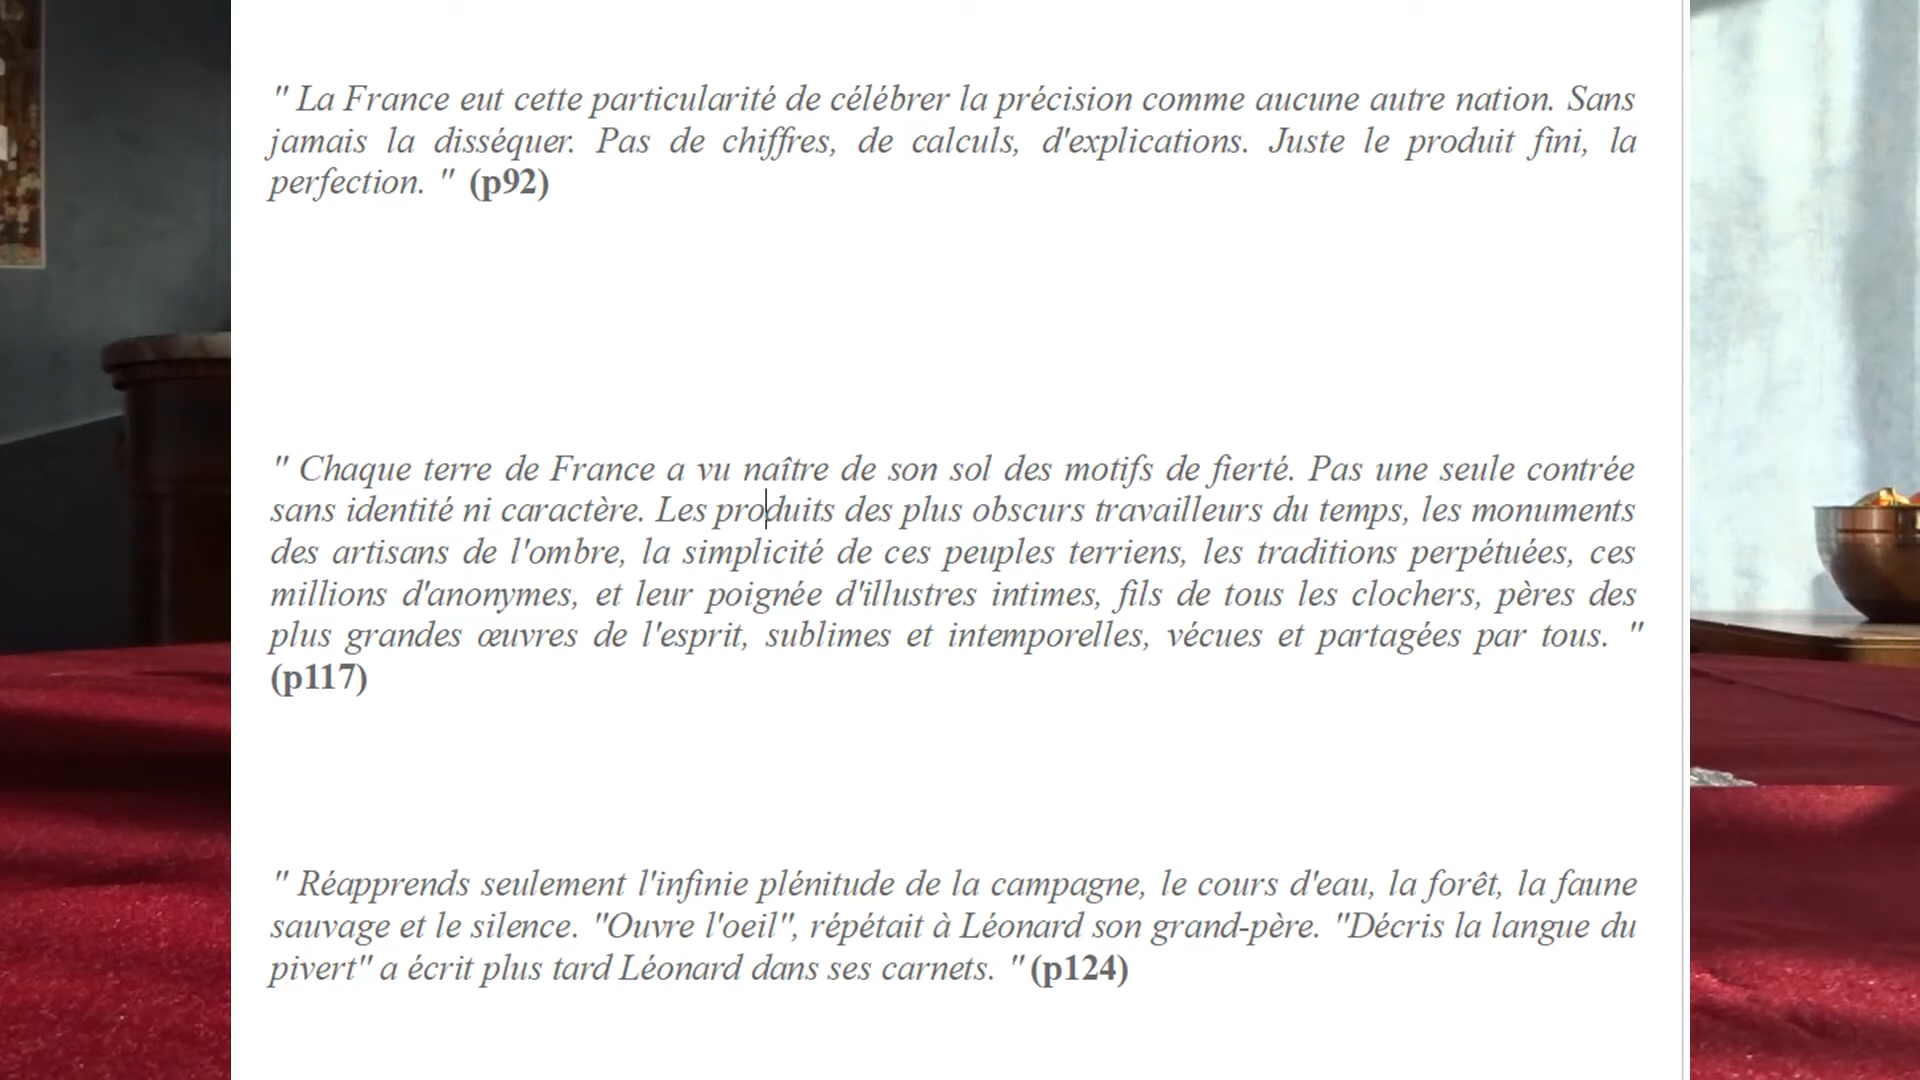 " La France eut cette particularité de célébrer la précision comme aucune autre nation. Sans
jamais la disséquer. Pas de chiffres, de calculs, d'explications. Juste le produit fini, la
perfection. " (p92)
" Chaque terre de France a vu naître de son sol des motifs de fierté. Pas une seule contrée
sans identité ni caractère. Les produits des plus obscurs travailleurs du temps, les monuments
des artisans de l'ombre, la simplicité de ces peuples terriens, les traditions perpétuées, ces
millions d'anonymes, et leur poignée d'illustres intimes, fils de tous les clochers, pères des
plus grandes œuvres de l'esprit, sublimes et intemporelles, vécues et partagées par tous. "
(p117)
" Réapprends seulement l'infinie plénitude de la campagne, le cours d'eau, la forêt, la faune
sauvage et le silence. "Ouvre l'oeil", répétait à Léonard son grand-père. "Décris la langue du
pivert" a écrit plus tard Léonard dans ses carnets. " (p124)